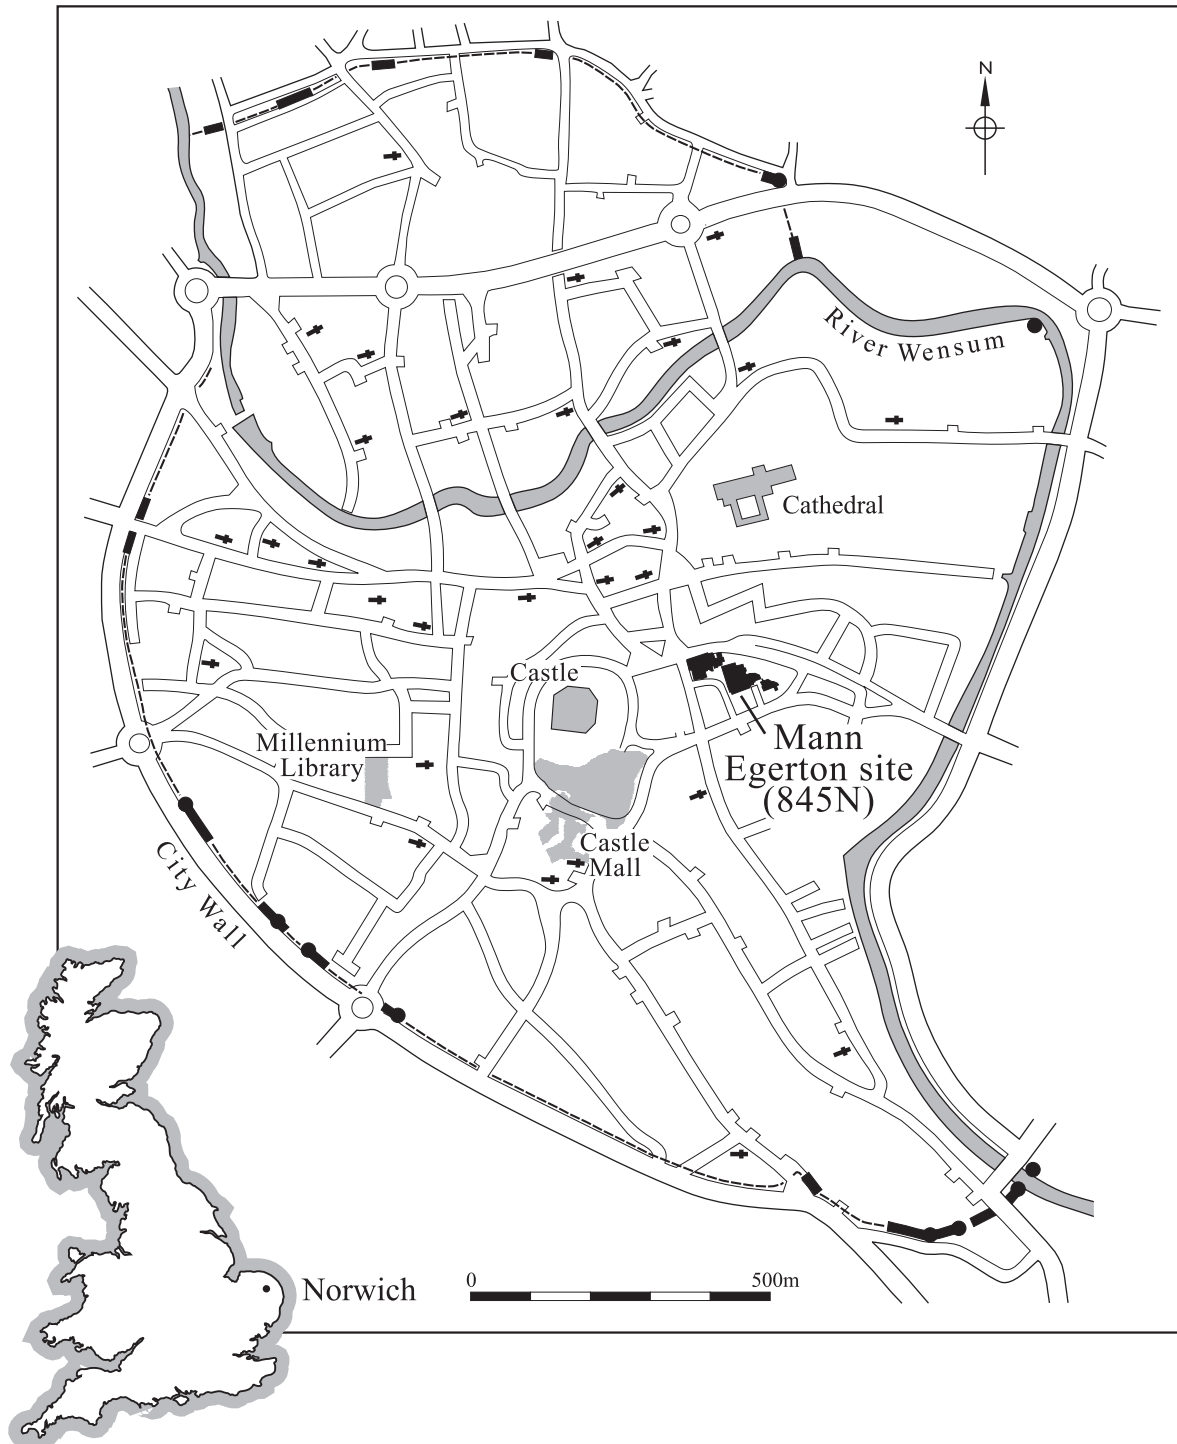 N
River Wensum
Cathedral
Castle
Millennium
Library
Mann
Egerton site
(845N)
Castle
Mall
City Wall
Norwich
0 500m